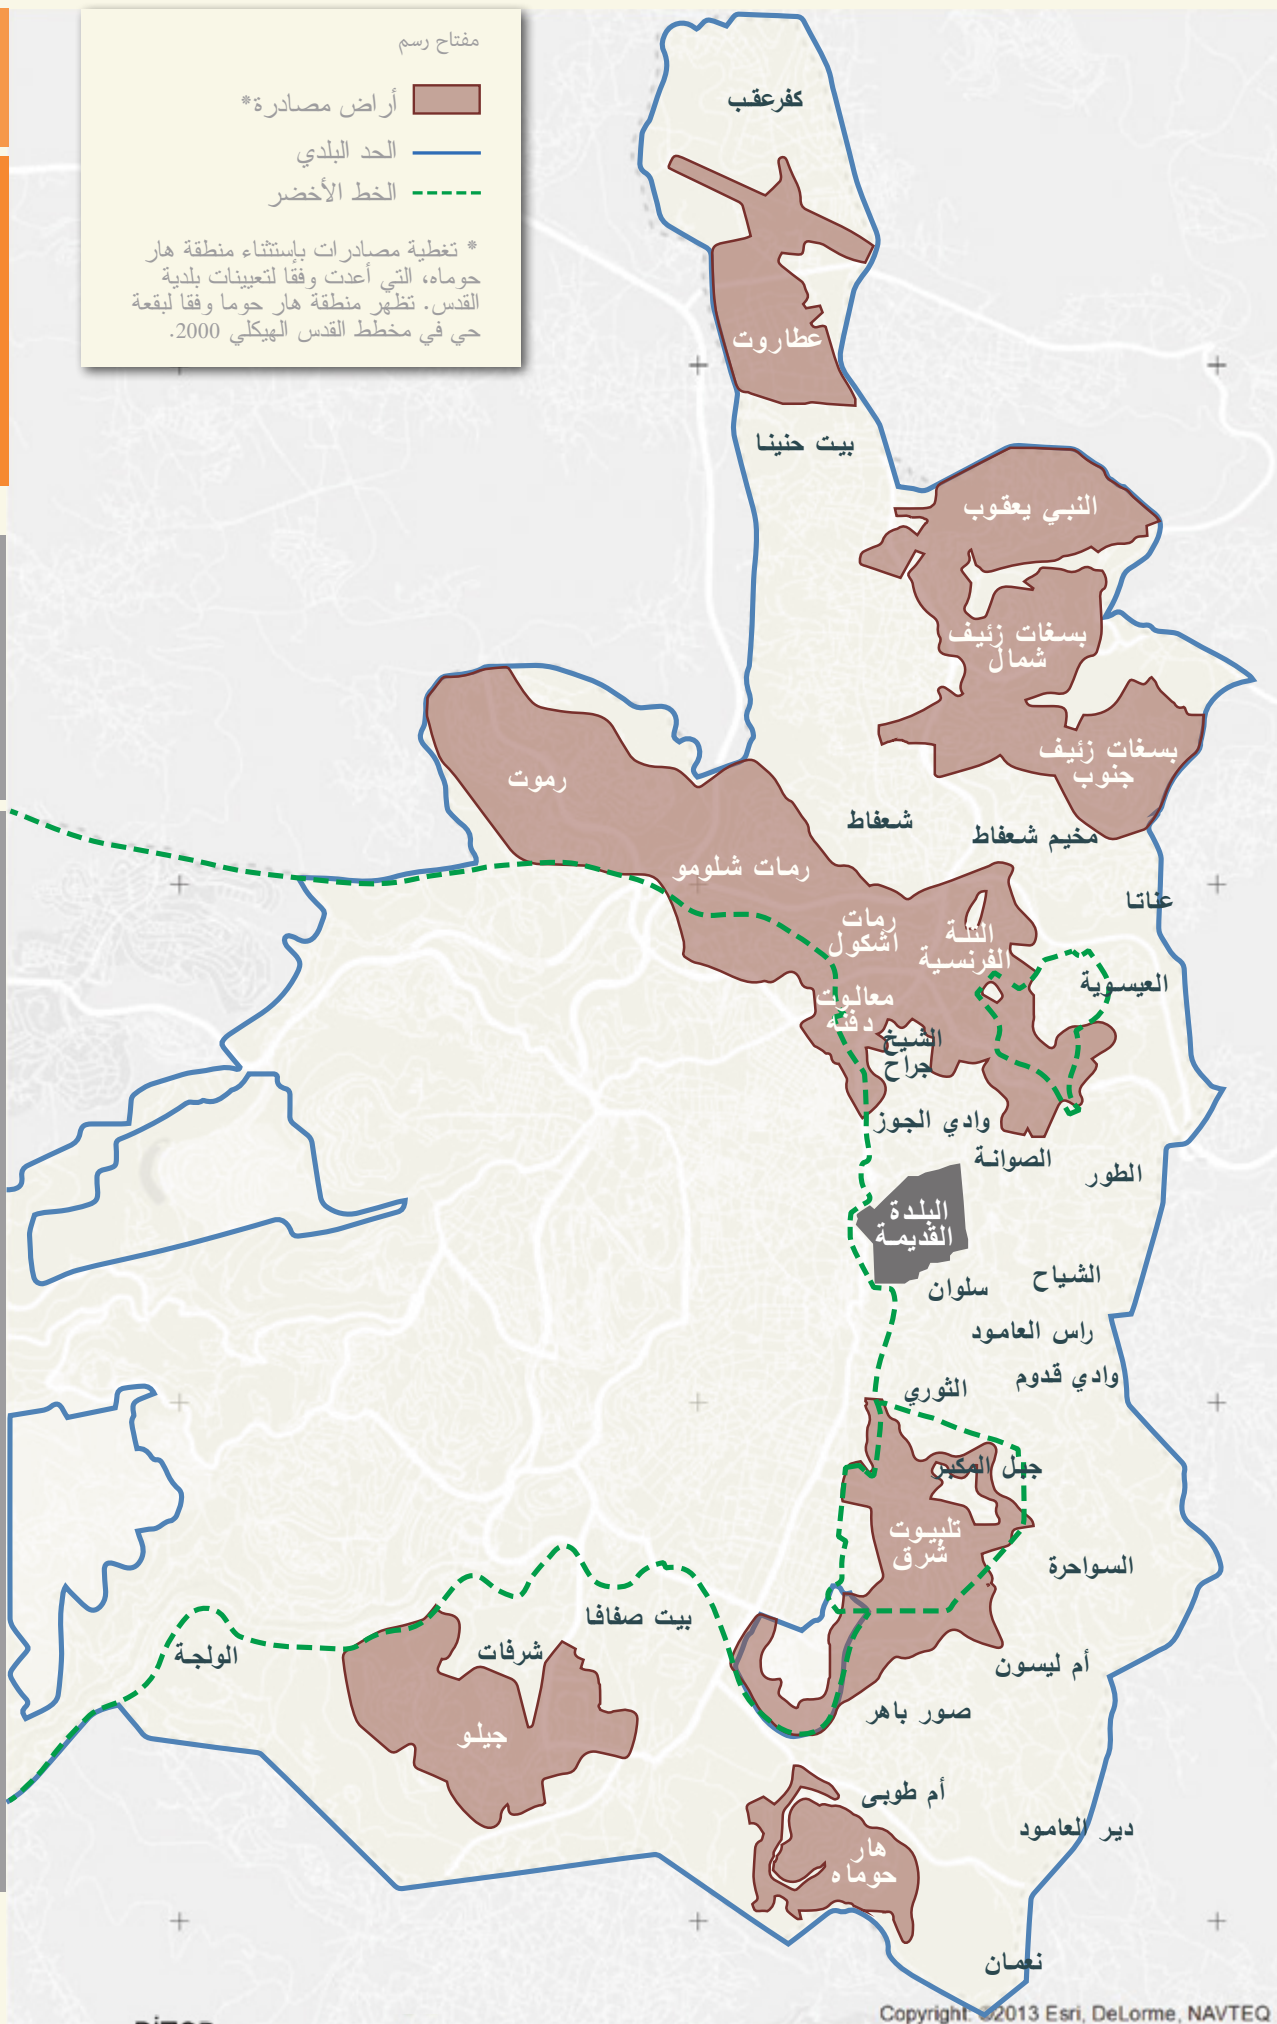 مفتاح رسم
أراض مصادرة*
الحد البلدي
الخط الأخضر
* تغطية مصادرات بإستثناء منطقة هار
حوماه، التي أعدت وفقا لتعيينات بلدية
القدس. تظهر منطقة هار حوما وفقا لبقعة
حي في مخطط القدس الهيكلي 2000.
كفرعقب
عطاروت
بيت حنينا
النبي يعقوب
بسغات زئيف
شمال
بسغات زئيف
جنوب
رموت
شعفاط
مخيم شعفاط
رمات شلومو
عناتا
رمات
اشكول
التلة
الفرنسية
العيسوية
معالوت
دفنه
الشيخ
جراح
وادي الجوز
الصوانة
الطور
البلدة
القديمة
الشياح
سلوان
راس العامود
وادي قدوم
الثوري
جبل المكبر
تلبيوت
شرق
السواحرة
بيت صفافا
شرفات
الولجة
أم ليسون
صور باهر
جيلو
أم طوبى
دير العامود
هار
حوماه
نعمان
Copyright: ©2013 Esri, DeLorme, NAVTEQ